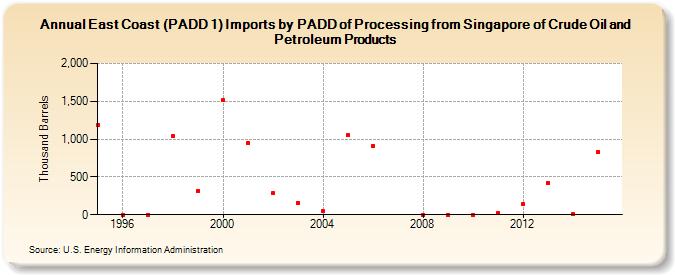 Annual East Coast (PADD 1) Imports by PADD of Processing from Singapore of Crude Oil and
Petroleum Products
Thousand Barrels
2,000
1,500
1,000
500
0
1996
2000
2004
2008
2012
Source: U.S. Energy Information Administration